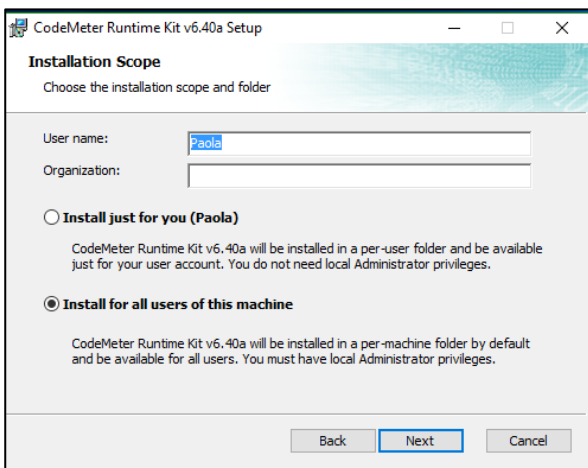 CodeMeter Runtime Kit v6.40a Setup
Installation Scope
Choose the installation scope and folder
User name:
Paola
Organization:
Install just for you (Paola)
CodeMeter Runtime Kit v6.40a will be installed in a per-user folder and be available
just for your user account. You do not need local Administrator privileges.
Install for all users of this machine
CodeMeter Runtime Kit v6.40a will be installed in a per-machine folder by default
and be available for all users. You must have local Administrator privileges.
Back
Next
Cancel